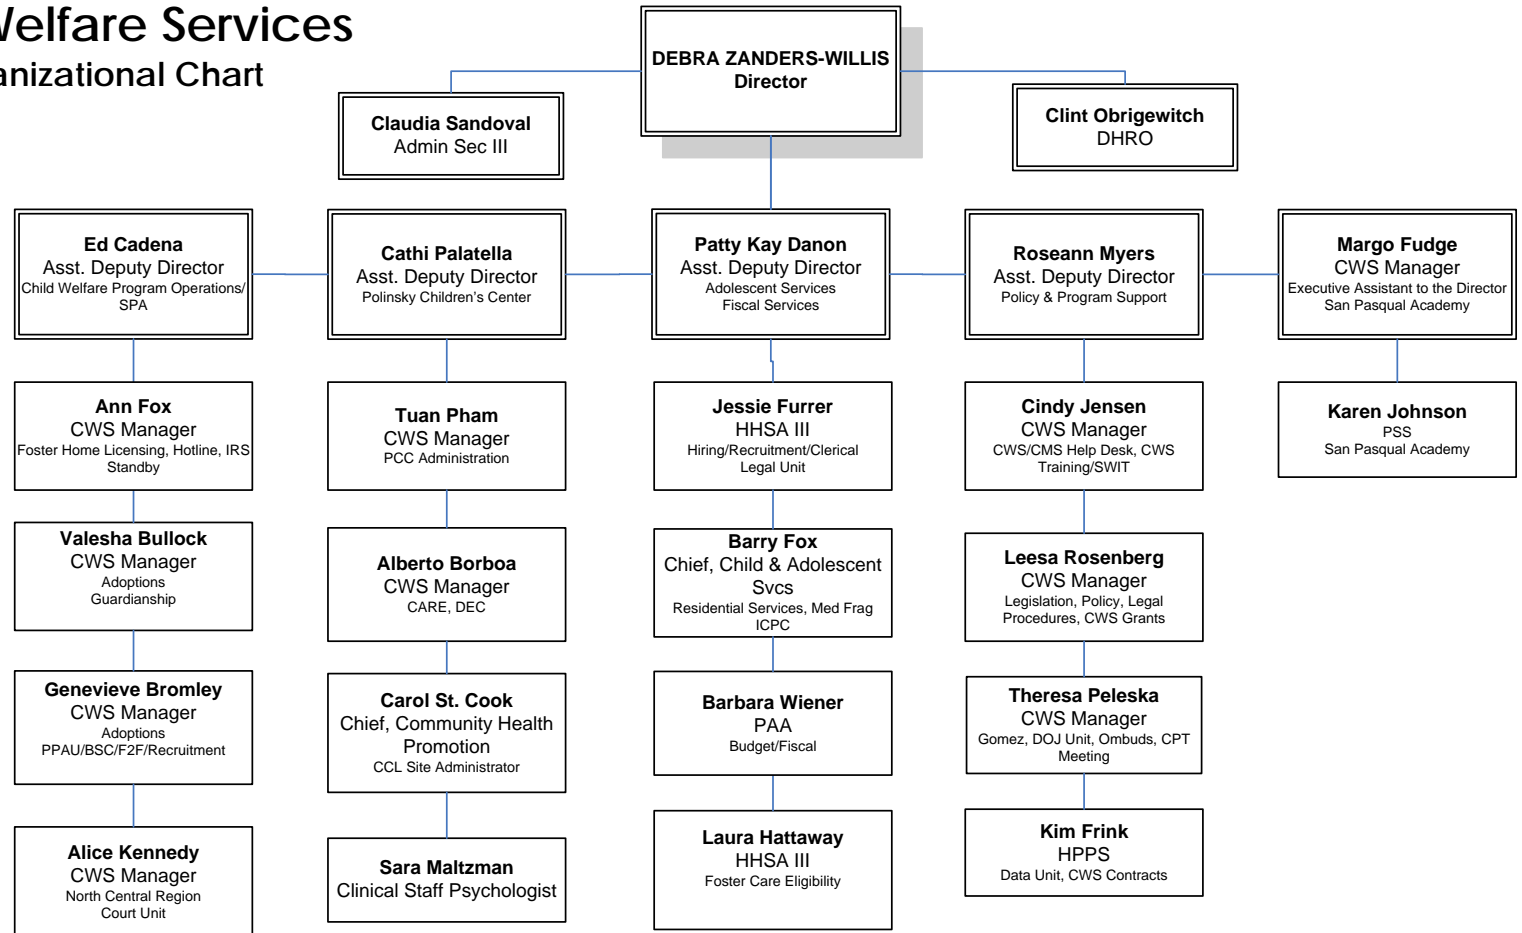 Welfare Services
anizational Chart
DEBRA ZANDERS-WILLIS
Director
Claudia Sandoval
Admin Sec III
Clint Obrigewitch
DHRO
Ed Cadena
Asst. Deputy Director
Child Welfare Program Operations/
SPA
Cathi Palatella
Asst. Deputy Director
Polinsky Children's Center
Patty Kay Danon
Asst. Deputy Director
Adolescent Services
Fiscal Services
Roseann Myers
Asst. Deputy Director
Policy & Program Support
Margo Fudge
CWS Manager
Executive Assistant to the Director
San Pasqual Academy
Ann Fox
CWS Manager
Foster Home Licensing, Hotline, IRS
Standby
Tuan Pham
CWS Manager
PCC Administration
Jessie Furrer
HHSA III
Hiring/Recruitment/Clerical
Legal Unit
Cindy Jensen
CWS Manager
CWS/CMS Help Desk, CWS
Training/SWIT
Karen Johnson
PSS
San Pasqual Academy
Valesha Bullock
CWS Manager
Adoptions
Guardianship
Alberto Borboa
CWS Manager
CARE, DEC
Barry Fox
Chief, Child & Adolescent
Svcs
Residential Services, Med Frag
ICPC
Leesa Rosenberg
CWS Manager
Legislation, Policy, Legal
Procedures, CWS Grants
Genevieve Bromley
CWS Manager
Adoptions
PPAU/BSC/F2F/Recruitment
Carol St. Cook
Chief, Community Health
Promotion
CCL Site Administrator
Barbara Wiener
PAA
Budget/Fiscal
Theresa Peleska
CWS Manager
Gomez, DOJ Unit, Ombuds, CPT
Meeting
Alice Kennedy
CWS Manager
North Central Region
Court Unit
Sara Maltzman
Clinical Staff Psychologist
Laura Hattaway
HHSA III
Foster Care Eligibility
Kim Frink
HPPS
Data Unit, CWS Contracts